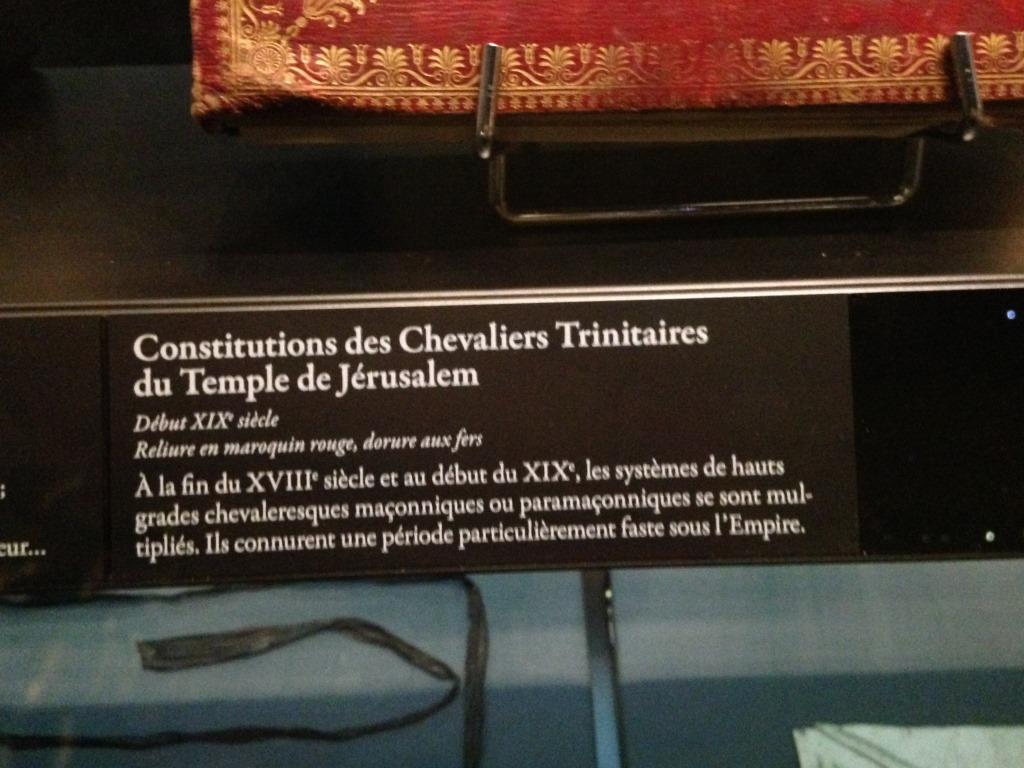 Constitutions des Chevaliers Trinitaires
du Temple de Jérusalem
Début XIXᵉ siècle
Reliure en maroquin rouge, dorure aux fers
À la fin du XVIIIᵉ siècle et au début du XIXᵉ, les systèmes de hauts
grades chevaleresques maçonniques ou paramaçonniques se sont mul-
tipliés. Ils connurent une période particulièrement faste sous l'Empire.
;
eur...